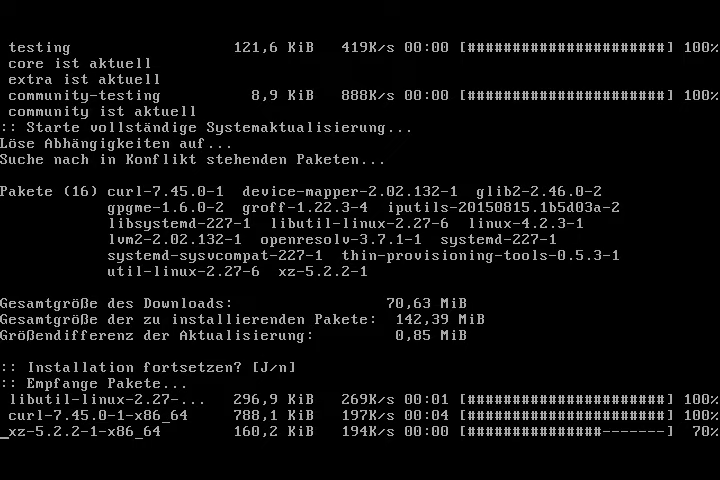 testing 121,6 KiB 419K/s 00:00 [######################] 100%
core ist aktuell
extra ist aktuell
community-testing 8,9 KiB 888K/s 00:00 [######################] 100%
community ist aktuell
:: Starte vollständige Systemaktualisierung...
Löse Abhängigkeiten auf...
Suche nach in Konflikt stehenden Paketen...
Pakete (16) curl-7.45.0-1 device-mapper-2.02.132-1 glib2-2.46.0-2
gpgme-1.6.0-2 groff-1.22.3-4 iputils-20150815.1b5d03a-2
libsystemd-227-1 libutil-linux-2.27-6 linux-4.2.3-1
lvm2-2.02.132-1 openresolv-3.7.1-1 systemd-227-1
systemd-sysvcompat-227-1 thin-provisioning-tools-0.5.3-1
util-linux-2.27-6 xz-5.2.2-1
Gesamtgröße des Downloads: 70,63 MiB
Gesamtgröße der zu installierenden Pakete: 142,39 MiB
Größendifferenz der Aktualisierung: 0,85 MiB
:: Installation fortsetzen? [J/n]
:: Empfange Pakete...
libutil-linux-2.27-... 296,9 KiB 269K/s 00:01 [######################] 100%
curl-7.45.0-1-x86_64 788,1 KiB 197K/s 00:04 [######################] 100%
_xz-5.2.2-1-x86_64 160,2 KiB 194K/s 00:00 [###############-------] 70%